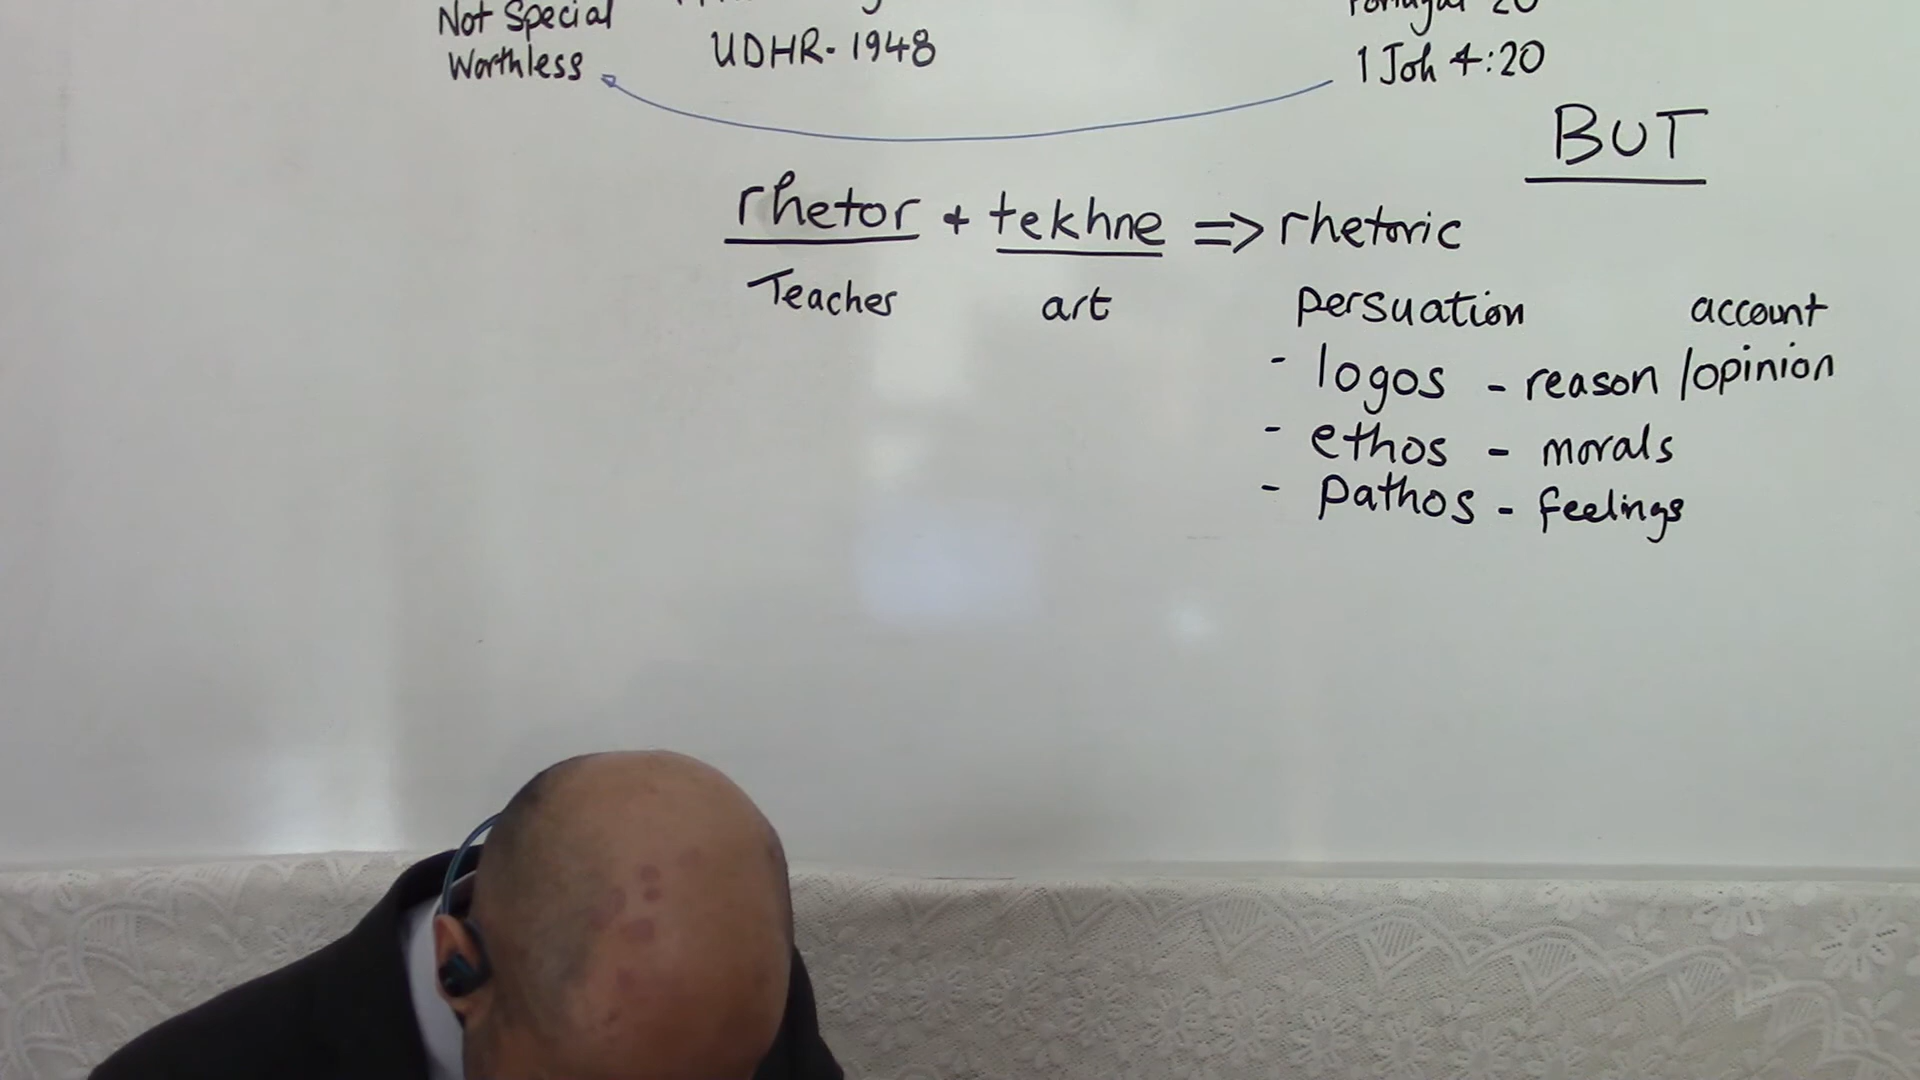 Not Special
Worthless
UDHR - 1948
1 Joh 4:20
BUT
rhetor + tekhne => rhetoric
Teaches art persuation account
- logos - reason /opinion
- ethos - morals
- pathos - feelings